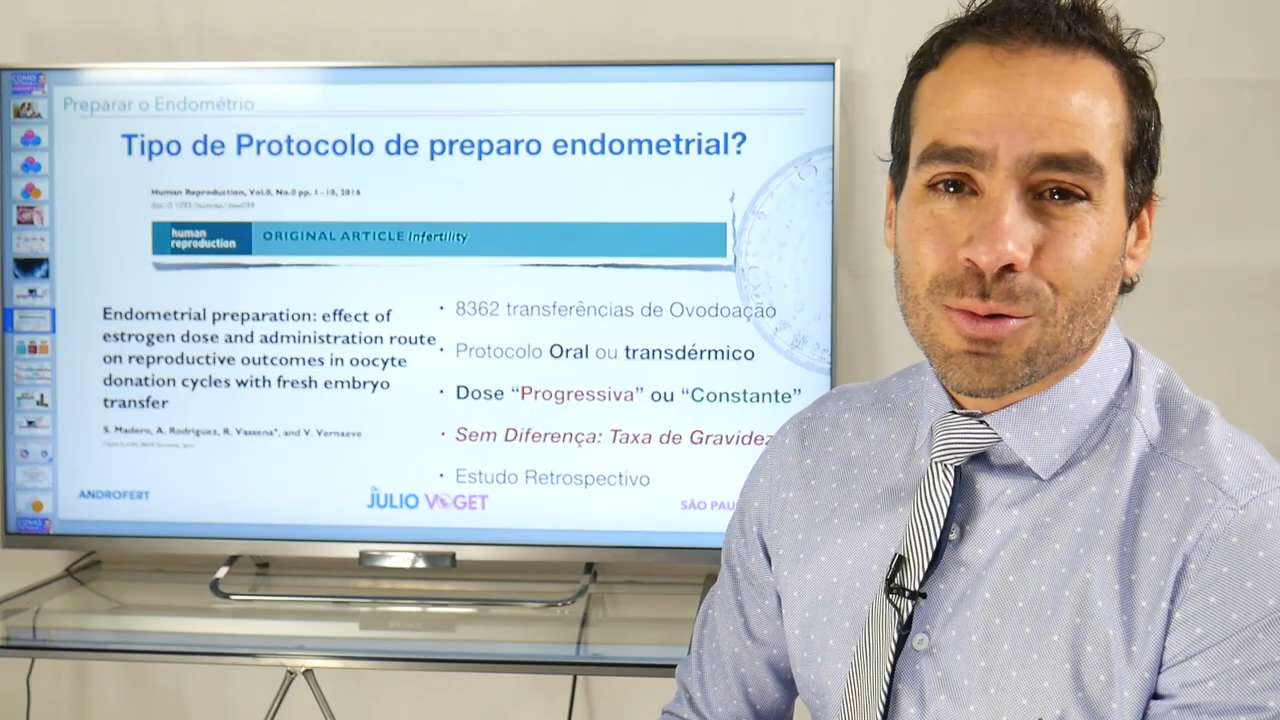 Preparar o Endométrio
Tipo de Protocolo de preparo endometrial?
Human Reproduction, Vol.0, No.0 pp. 1–10, 2016
human
reproduction
ORIGINAL ARTICLE Infertility
Endometrial preparation: effect of
estrogen dose and administration route
on reproductive outcomes in oocyte
donation cycles with fresh embryo
transfer
S. Madero, A. Rodriguez, R. Vassena*, and V. Vernaeve
• 8362 transferências de Ovodoação
• Protocolo Oral ou transdérmico
• Dose “Progressiva” ou “Constante”
• Sem Diferença: Taxa de Gravidez
• Estudo Retrospectivo
ANDROFERT
Dr.
JULIO VOGET
SÃO PAU